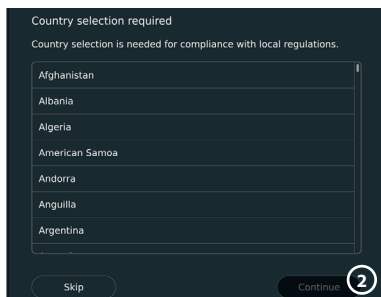 Country selection required
Country selection is needed for compliance with local regulations.
Afghanistan
Albania
Algeria
American Samoa
Andorra
Anguilla
Argentina
Skip
Continue
2